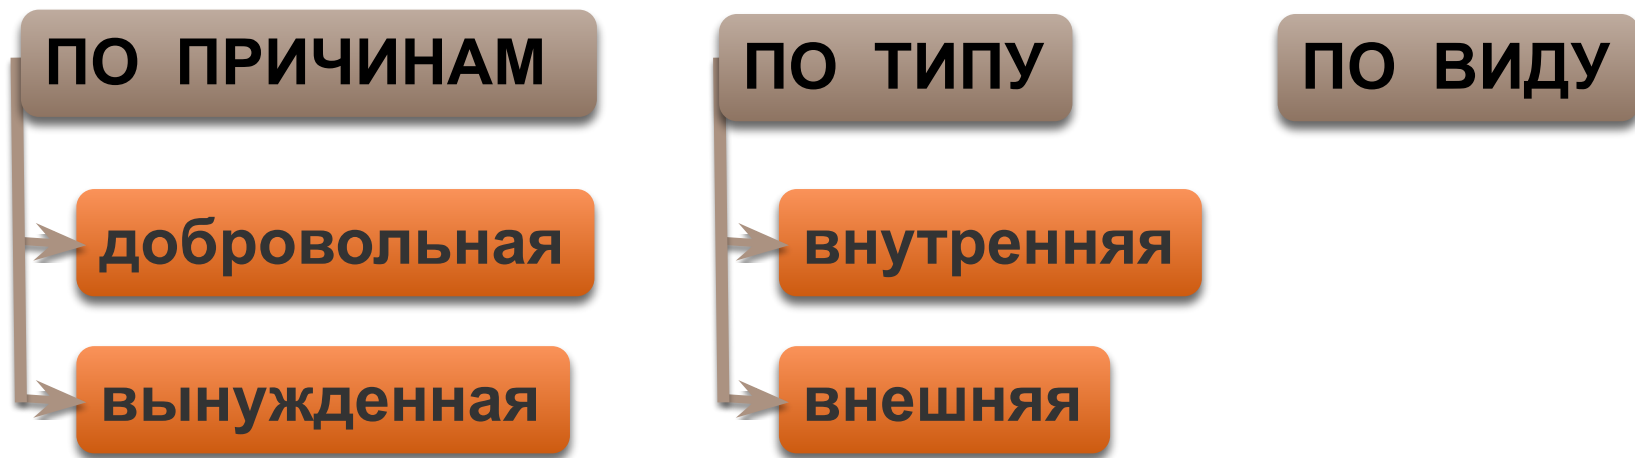 ПО ПРИЧИНАМ
добровольная
вынужденная
ПО ТИПУ
внутренняя
внешняя
ПО ВИДУ